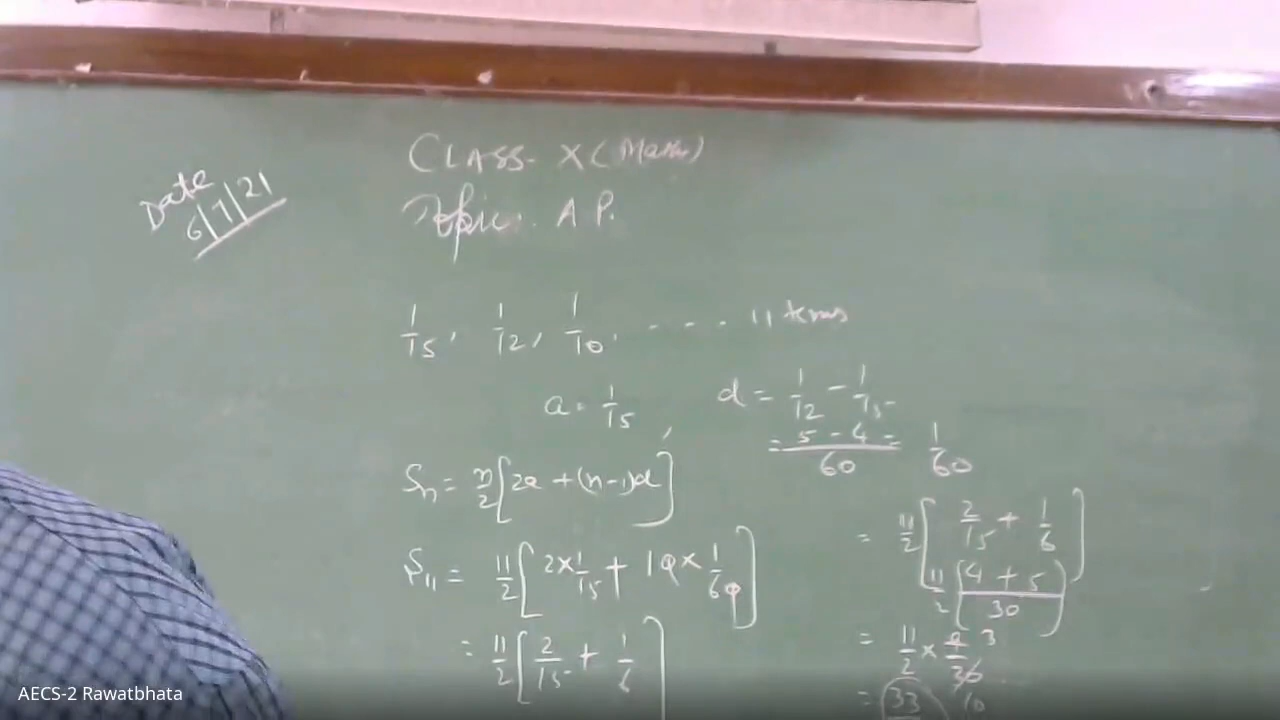 Date
6/7/21
CLASS- X (Maths)
Topic: A P.
1/15, 1/12, 1/10, - - - . 11 terms
a = 1/15, d = 1/12 - 1/15
= 5 - 4 / 60 = 1/60
Sn = n/2 [2a + (n-1)d]
S11 = 11/2 [2 × 1/15 + 10 × 1/60]
= 11/2 [2/15 + 1/6]
= 11/2 [2/15 + 1/6]
11/2 [4 + 5 / 30]
= 11/2 × 9/30 3
= 33 10
AECS-2 Rawatbhata